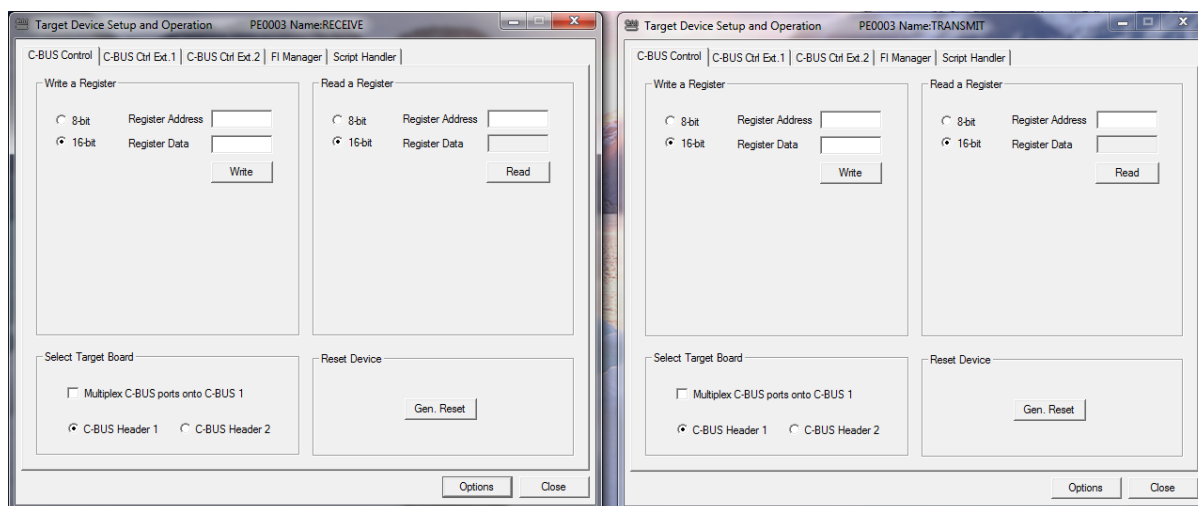 Target Device Setup and Operation PE0003 Name:RECEIVE
C-BUS Control C-BUS Ctrl Ext.1 C-BUS Ctrl Ext.2 FI Manager Script Handler
Write a Register
8-bit Register Address
16-bit Register Data
Write
Read a Register
8-bit Register Address
16-bit Register Data
Read
Select Target Board
Multiplex C-BUS ports onto C-BUS 1
C-BUS Header 1 C-BUS Header 2
Reset Device
Gen. Reset
Options Close
Target Device Setup and Operation PE0003 Name:TRANSMIT
C-BUS Control C-BUS Ctrl Ext.1 C-BUS Ctrl Ext.2 FI Manager Script Handler
Write a Register
8-bit Register Address
16-bit Register Data
Write
Read a Register
8-bit Register Address
16-bit Register Data
Read
Select Target Board
Multiplex C-BUS ports onto C-BUS 1
C-BUS Header 1 C-BUS Header 2
Reset Device
Gen. Reset
Options Close